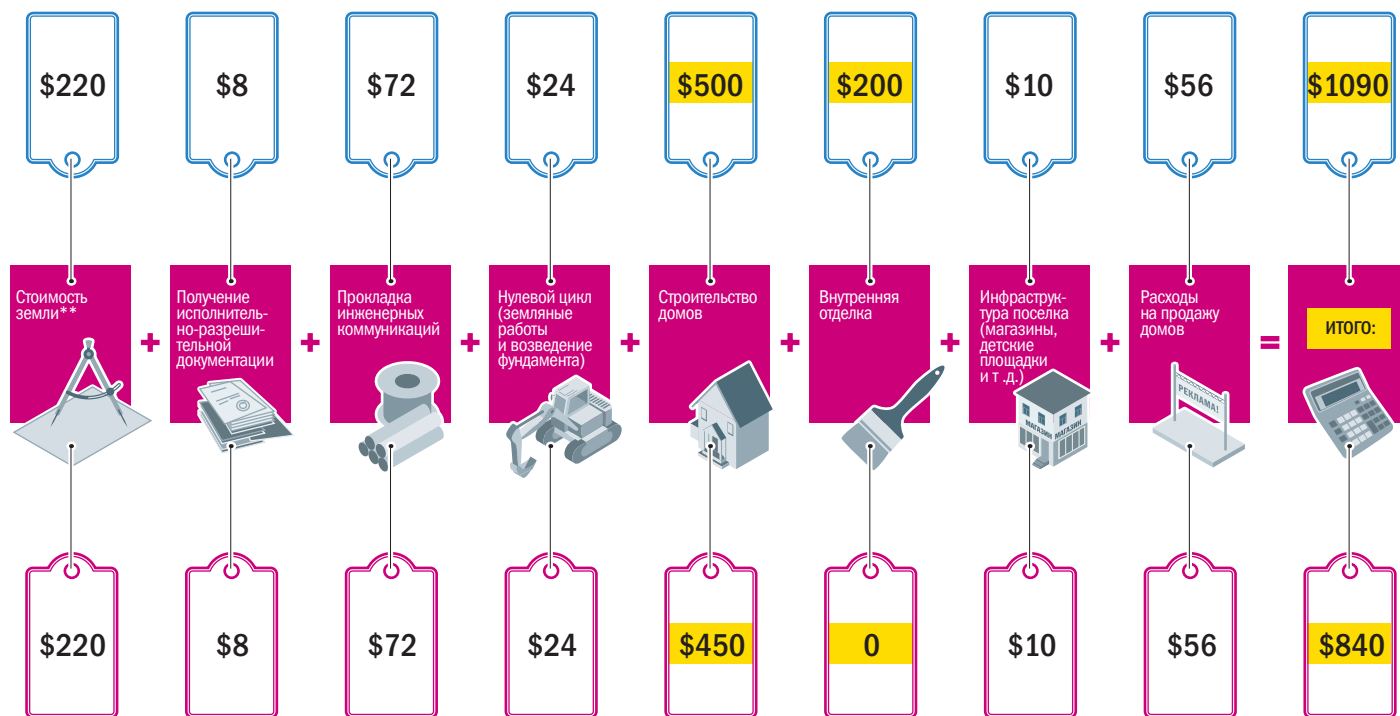 $220
$8
$72
$24
$500
$200
$10
$56
$1090
Стоимость
земли**
+
Получение
исполнитель-
но-разреши-
тельной
документации
+
Прокладка
инженерных
коммуникаций
+
Нулевой цикл
(земляные
работы
и возведение
фундамента)
+
Строительство
домов
+
Внутренняя
отделка
+
Инфраструк-
тура поселка
(магазины,
детские
площадки
и т .д.)
МАГАЗИН МАГАЗИН
+
Расходы
на продажу
домов
РЕКЛАМА!
=
ИТОГО:
$220
$8
$72
$24
$450
0
$10
$56
$840